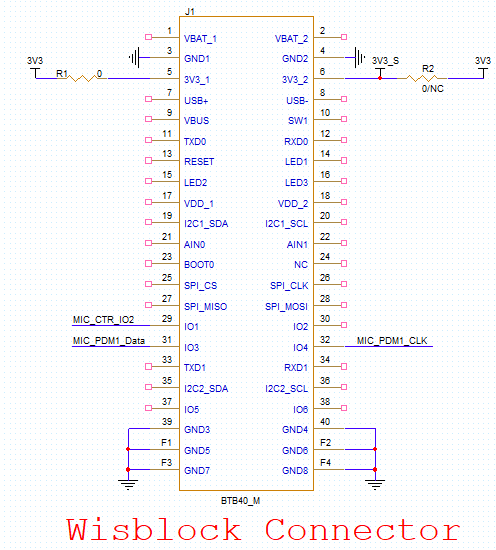 J1
1 VBAT_1 VBAT_2 2
3 GND1 GND2 4
3V3 R1 0 5 3V3_1 3V3_2 6 3V3_S R2 0/NC 3V3
7 USB+ USB- 8
9 VBUS SW1 10
11 TXD0 RXD0 12
13 RESET LED1 14
15 LED2 LED3 16
17 VDD_1 VDD_2 18
19 I2C1_SDA I2C1_SCL 20
21 AIN0 AIN1 22
23 BOOT0 NC 24
25 SPI_CS SPI_CLK 26
27 SPI_MISO SPI_MOSI 28
MIC_CTR_IO2 29 IO1 IO2 30
MIC_PDM1_Data 31 IO3 IO4 32 MIC_PDM1_CLK
33 TXD1 RXD1 34
35 I2C2_SDA I2C2_SCL 36
37 IO5 IO6 38
39 GND3 GND4 40
F1 GND5 GND6 F2
F3 GND7 GND8 F4
BTB40_M
Wisblock Connector